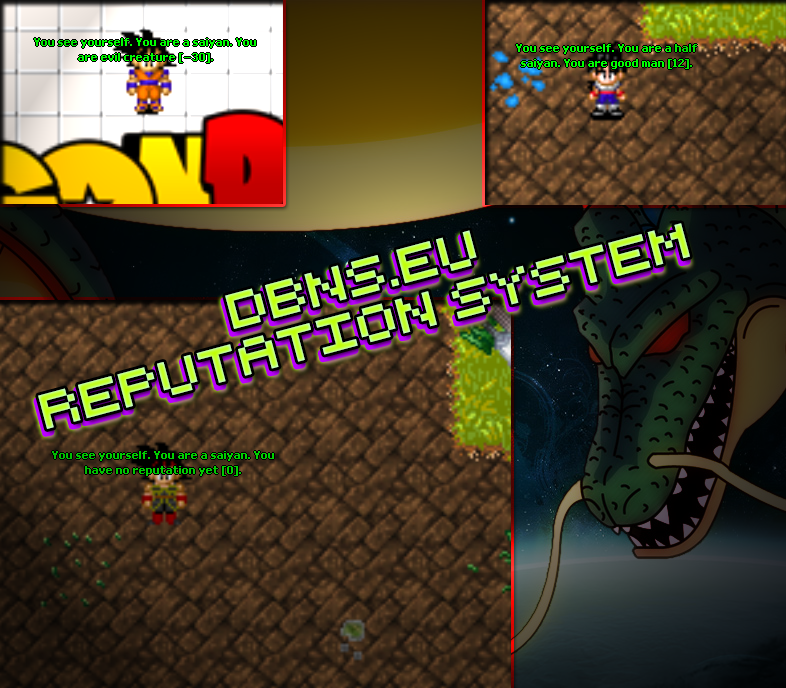 You see yourself. You are a saiyan. You
are evil creature [-30].
You see yourself. You are a half
saiyan. You are good man [12].
DBNS.EU
REPUTATION SYSTEM
You see yourself. You are a saiyan. You
have no reputation yet [0].